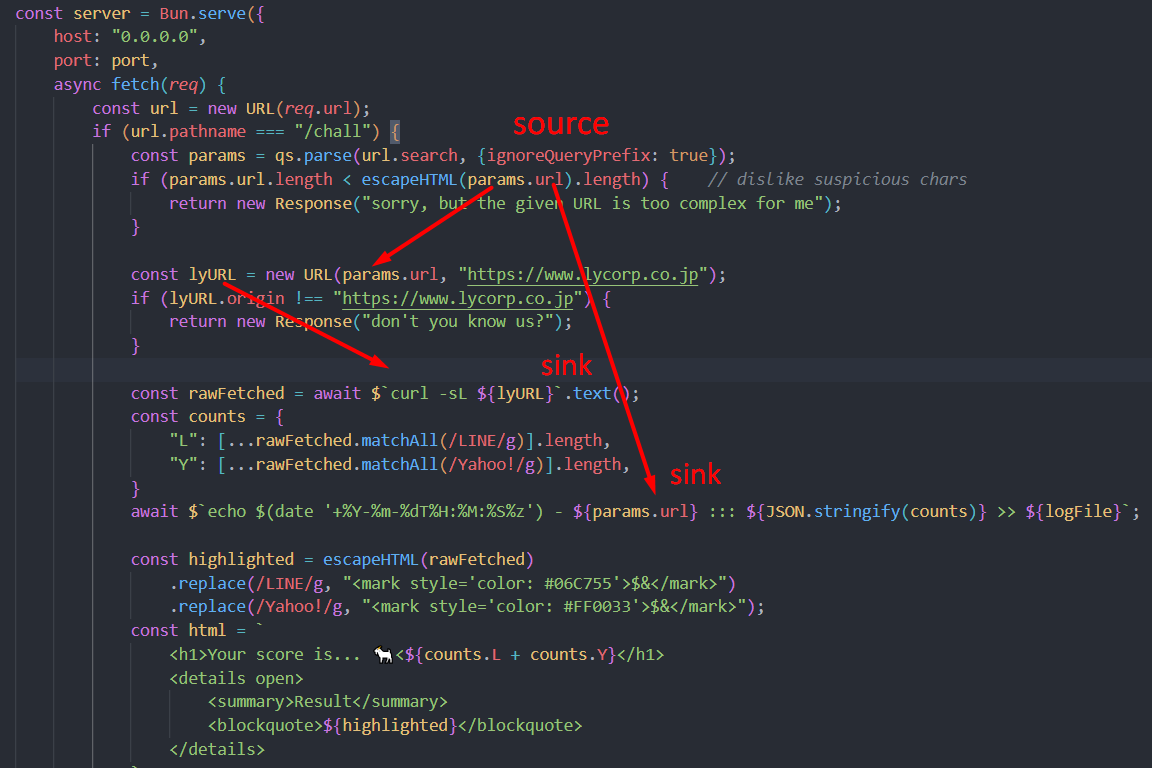 const server = Bun.serve({
host: "0.0.0.0",
port: port,
async fetch(req) {
const url = new URL(req.url);
source
if (url.pathname === "/chall") {
const params = qs.parse(url.search, {ignoreQueryPrefix: true});
if (params.url.length < escapeHTML(params.url).length) { // dislike suspicious chars
return new Response("sorry, but the given URL is too complex for me");
}
const lyURL = new URL(params.url, "https://www.lycorp.co.jp");
if (lyURL.origin !== "https://www.lycorp.co.jp") {
return new Response("don't you know us?");
}
sink
const rawFetched = await $`curl -sL ${lyURL}`.text();
const counts = {
"L": [...rawFetched.matchAll(/LINE/g)].length,
"Y": [...rawFetched.matchAll(/Yahoo!/g)].length,
sink
}
await $`echo $(date '+%Y-%m-%dT%H:%M:%S%z') - ${params.url} ::: ${JSON.stringify(counts)} >> ${logFile}`;
const highlighted = escapeHTML(rawFetched)
.replace(/LINE/g, "<mark style='color: #06C755'>$&</mark>")
.replace(/Yahoo!/g, "<mark style='color: #FF0033'>$&</mark>");
const html = `
<h1>Your score is... 🐐<${counts.L + counts.Y}</h1>
<details open>
<summary>Result</summary>
<blockquote>${highlighted}</blockquote>
</details>